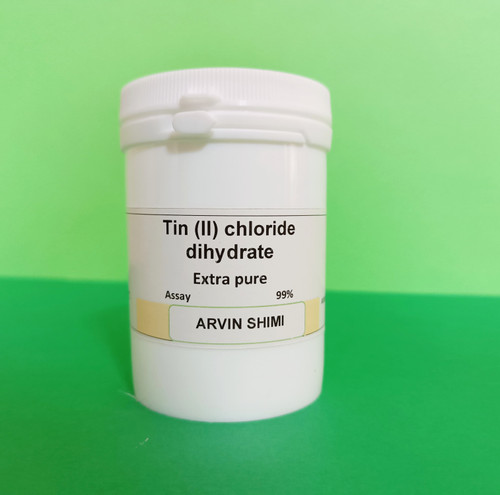 Tin (II) chloride
dihydrate
Extra pure
Assay 99%
ARVIN SHIMI